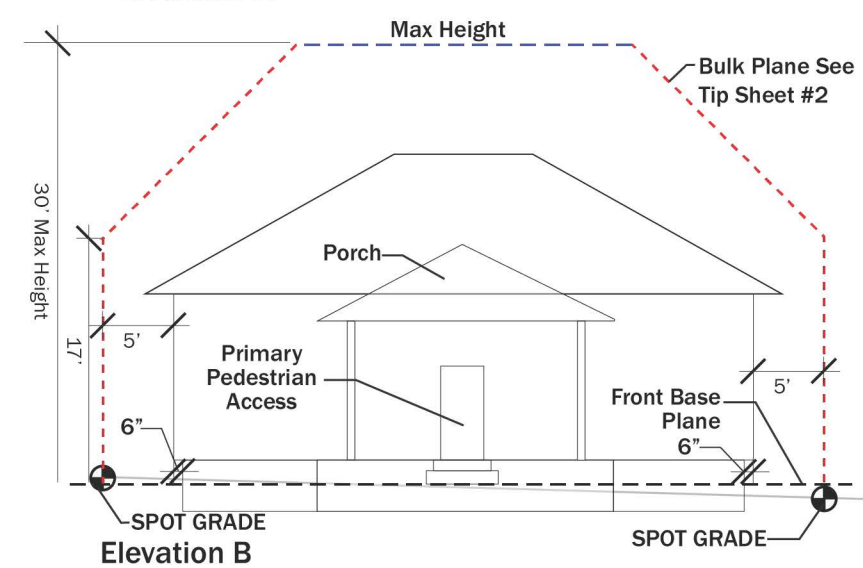 Max Height
Bulk Plane See
Tip Sheet #2
30' Max Height
Porch
17'
5'
Primary
Pedestrian
Access
5'
Front Base
Plane
6"
6"
SPOT GRADE
SPOT GRADE
Elevation B